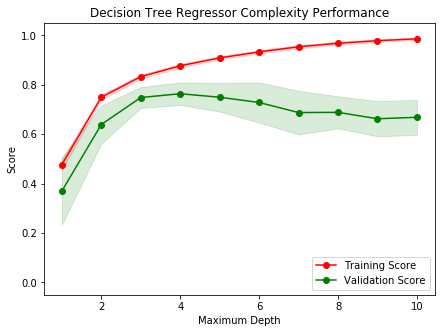 Decision Tree Regressor Complexity Performance
1.0
0.8
0.6
0.4
0.2
0.0
Score
2 4 6 8 10
Maximum Depth
Training Score
Validation Score